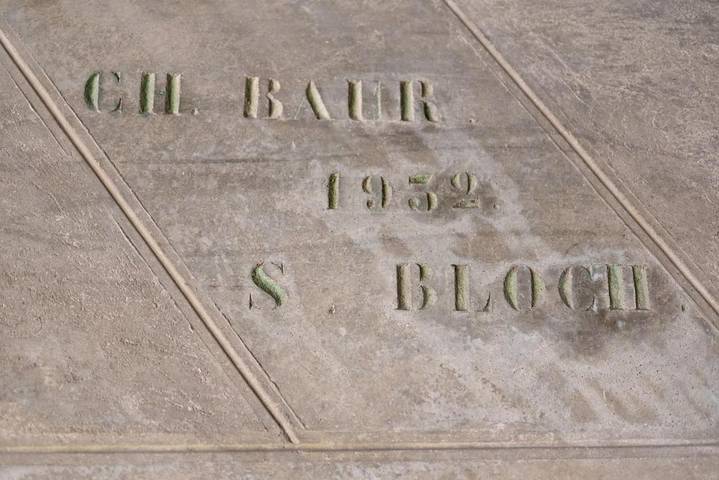 CH. BAUR.
1932.
S BLOCH